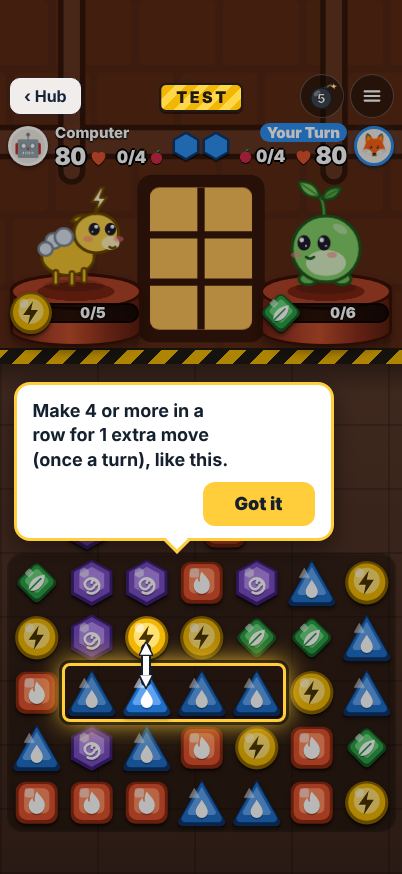 ‹ Hub
TEST
5
Computer
80 0/4
Your Turn
0/4 80
0/5
0/6
Make 4 or more in a
row for 1 extra move
(once a turn), like this.
Got it